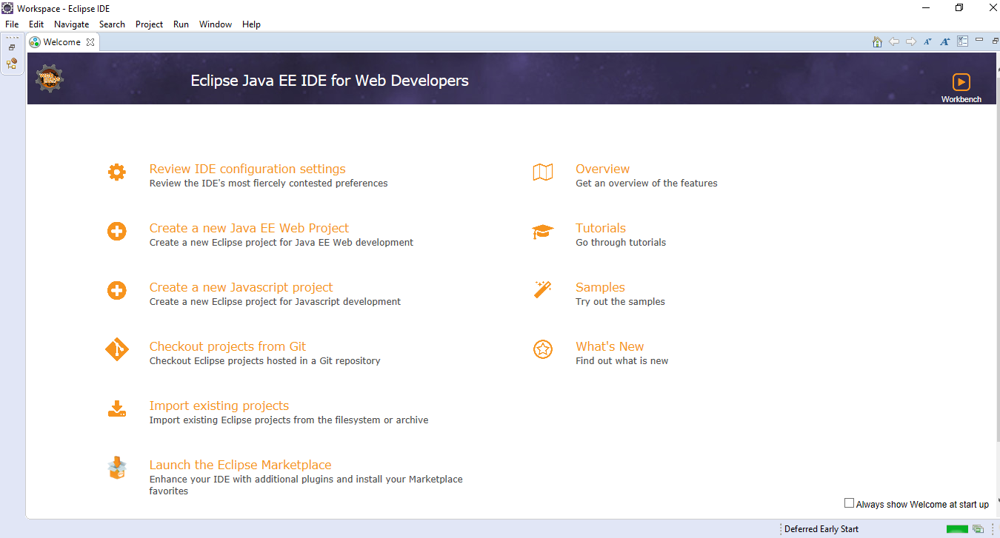 Workspace - Eclipse IDE
File Edit Navigate Search Project Run Window Help
Welcome
Eclipse Java EE IDE for Web Developers
Workbench
Review IDE configuration settings
Review the IDE's most fiercely contested preferences
Create a new Java EE Web Project
Create a new Eclipse project for Java EE Web development
Create a new Javascript project
Create a new Eclipse project for Javascript development
Checkout projects from Git
Checkout Eclipse projects hosted in a Git repository
Import existing projects
Import existing Eclipse projects from the filesystem or archive
Launch the Eclipse Marketplace
Enhance your IDE with additional plugins and install your Marketplace
favorites
Overview
Get an overview of the features
Tutorials
Go through tutorials
Samples
Try out the samples
What's New
Find out what is new
Always show Welcome at start up
Deferred Early Start